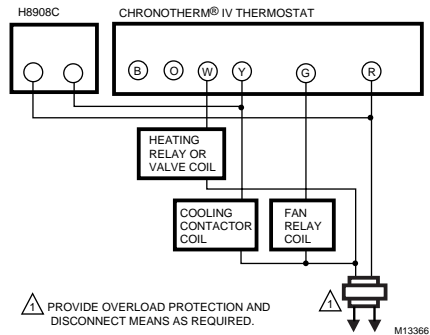 H8908C
CHRONOTHERM® IV THERMOSTAT
B O W Y G R
HEATING
RELAY OR
VALVE COIL
COOLING
CONTACTOR
COIL
FAN
RELAY
COIL
1
1 PROVIDE OVERLOAD PROTECTION AND
DISCONNECT MEANS AS REQUIRED.
M13366